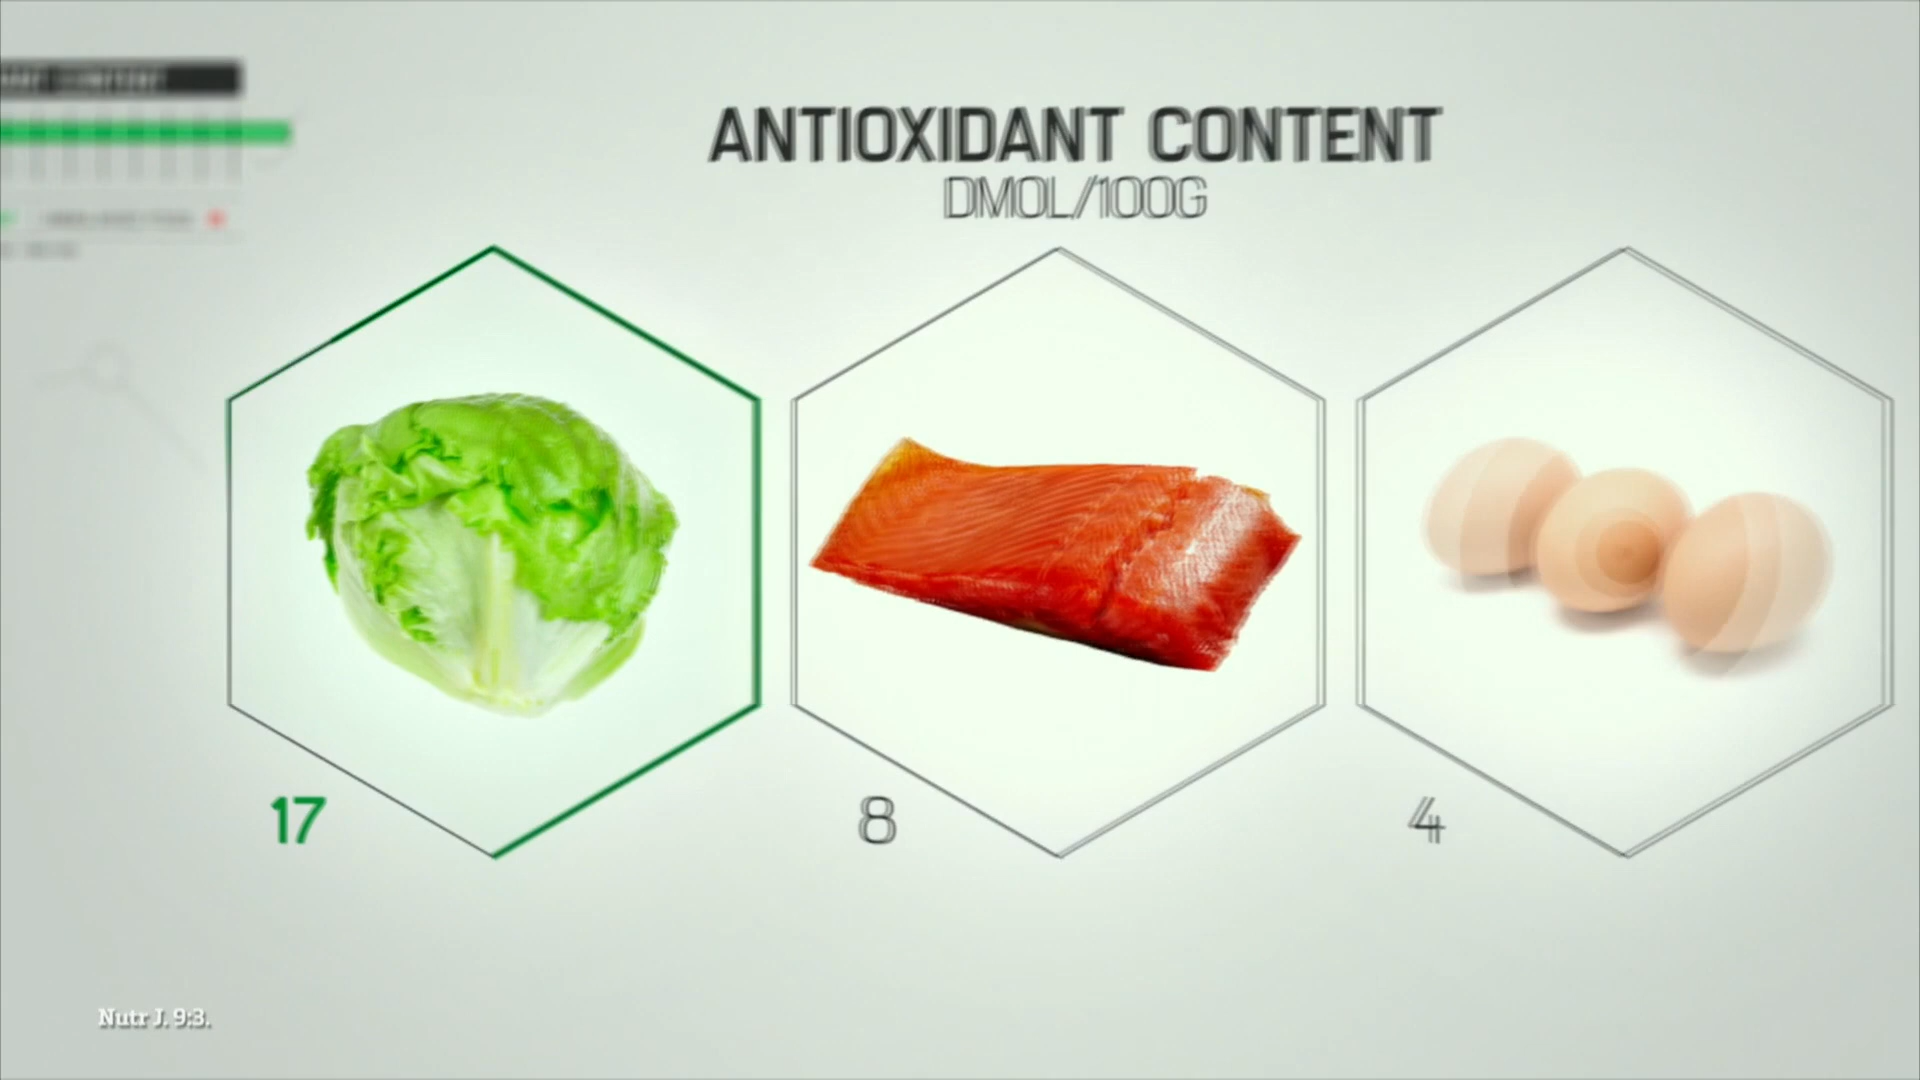 ANTIOXIDANT CONTENT
DMOL/100G
17
8
4
Nutr J. 9:3.